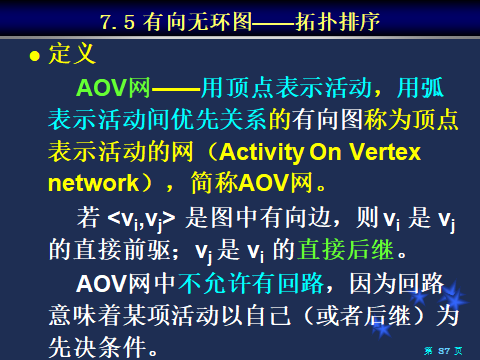 7.5 有向无环图——拓扑排序
● 定义
AOV网——用顶点表示活动，用弧
表示活动间优先关系的有向图称为顶点
表示活动的网（Activity On Vertex
network），简称AOV网。
若 <vi,vj> 是图中有向边，则 vi 是 vj
的直接前驱；vj 是 vi 的直接后继。
AOV网中不允许有回路，因为回路
意味着某项活动以自己（或者后继）为
先决条件。
第 87 页